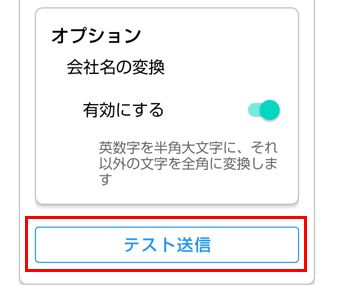 オプション
会社名の変換
有効にする
英数字を半角大文字に、それ
以外の文字を全角に変換しま
す
テスト送信